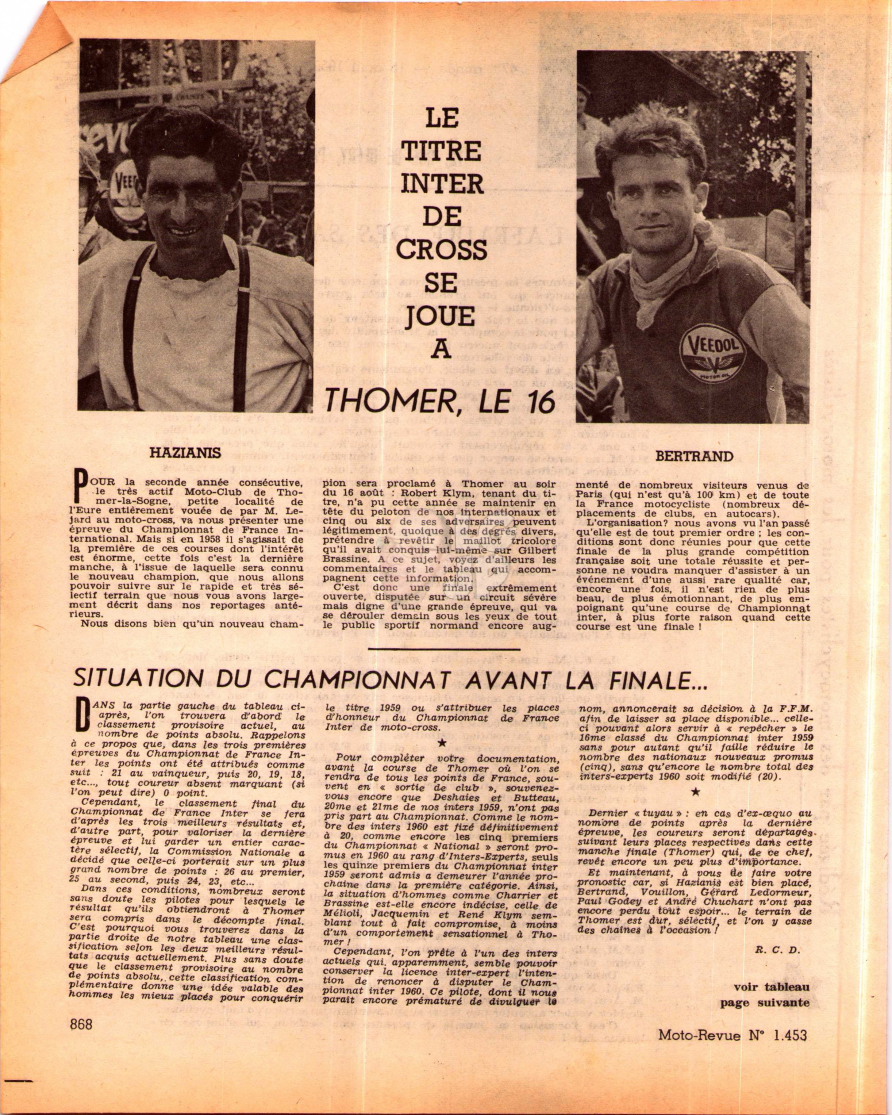 LE
TITRE
INTER
DE
CROSS
SE
JOUE
A
THOMER, LE 16
VEEDOL
HAZIANIS
BERTRAND
POUR la seconde année consécutive,
le très actif Moto-Club de Tho-
mer-la-Sogne, petite localité de
l'Eure entièrement vouée de par M. Le-
jard au moto-cross, va nous présenter une
épreuve du Championnat de France In-
ternational. Mais si en 1958 il s'agissait de
la première de ces courses dont l'intérêt
est énorme, cette fois c'est la dernière
manche, à l'issue de laquelle sera connu
le nouveau champion, que nous allons
pouvoir suivre sur le rapide et très sé-
lectif terrain que nous vous avons large-
ment décrit dans nos reportages anté-
rieurs.
Nous disons bien qu'un nouveau cham-
pion sera proclamé à Thomer au soir
du 16 août : Robert Klym, tenant du ti-
tre, n'a pu cette année se maintenir en
tête du peloton de nos internationaux et
cinq ou six de ses adversaires peuvent
légitimement, quoique à des degrés divers,
prétendre à revêtir le maillot tricolore
qu'il avait conquis lui-même sur Gilbert
Brassine. A ce sujet, voyez d'ailleurs les
commentaires et le tableau qui accom-
pagnent cette information.
C'est donc une finale extrêmement
ouverte, disputée sur un circuit sévère
mais digne d'une grande épreuve, qui va
se dérouler demain sous les yeux de tout
le public sportif normand encore aug-
menté de nombreux visiteurs venus de
Paris (qui n'est qu'à 100 km) et de toute
la France motocycliste (nombreux dé-
placements de clubs, en autocars).
L'organisation? nous avons vu l'an passé
qu'elle est de tout premier ordre ; les con-
ditions sont donc réunies pour que cette
finale de la plus grande compétition
française soit une totale réussite et per-
sonne ne voudra manquer d'assister à un
événement d'une aussi rare qualité car,
encore une fois, il n'est rien de plus
beau, de plus émotionnant, de plus em-
poignant qu'une course de Championnat
inter, à plus forte raison quand cette
course est une finale !
SITUATION DU CHAMPIONNAT AVANT LA FINALE...
DANS la partie gauche du tableau ci-
après, l'on trouvera d'abord le
classement provisoire actuel, au
nombre de points absolu. Rappelons
à ce propos que, dans les trois premières
épreuves du Championnat de France In-
ter les points ont été attribués comme
suit : 21 au vainqueur, puis 20, 19, 18,
etc..., tout coureur absent marquant (si
l'on peut dire) 0 point.
Cependant, le classement final du
Championnat de France Inter se fera
d'après les trois meilleurs résultats et,
d'autre part, pour valoriser la dernière
épreuve et lui garder un entier carac-
tère sélectif, la Commission Nationale a
décidé que celle-ci porterait sur un plus
grand nombre de points : 26 au premier,
25 au second, puis 24, 23, etc...
Dans ces conditions, nombreux seront
sans doute les pilotes pour lesquels le
résultat qu'ils obtiendront à Thomer
sera compris dans le décompte final.
C'est pourquoi vous trouverez dans la
partie droite de notre tableau une clas-
sification selon les deux meilleurs résul-
tats acquis actuellement. Plus sans doute
que le classement provisoire au nombre
de points absolu, cette classification com-
plémentaire donne une idée valable des
hommes les mieux placés pour conquérir
le titre 1959 ou s'attribuer les places
d'honneur du Championnat de France
Inter de moto-cross.
★
Pour compléter votre documentation,
avant la course de Thomer où l'on se
rendra de tous les points de France, sou-
vent en « sortie de club », souvenez-
vous encore que Deshaies et Butteau,
20me et 21me de nos inters 1959, n'ont pas
pris part au Championnat. Comme le nom-
bre des inters 1960 est fixé définitivement
à 20, comme encore les cinq premiers
du Championnat « National » seront pro-
mus en 1960 au rang d'Inters-Experts, seuls
les quinze premiers du Championnat inter
1959 seront admis a demeurer l'année pro-
chaine dans la première catégorie. Ainsi,
la situation d'hommes comme Charrier et
Brassine est-elle encore indécise, celle de
Mélioli, Jacquemin et René Klym sem-
blant tout à fait compromise, à moins
d'un comportement sensationnel à Tho-
mer !
Cependant, l'on prête à l'un des inters
actuels qui, apparemment, semble pouvoir
conserver la licence inter-expert l'inten-
tion de renoncer à disputer le Cham-
pionnat inter 1960. Ce pilote, dont il nous
paraît encore prématuré de divulguer le
nom, annoncerait sa décision à la F.F.M.
afin de laisser sa place disponible... celle-
ci pouvant alors servir à « repêcher » le
16me classé du Championnat inter 1959
sans pour autant qu'il faille réduire le
nombre des nationaux nouveaux promus
(cinq), sans qu'encore le nombre total des
inters-experts 1960 soit modifié (20).
★
Dernier « tuyau » : en cas d'ex-æquo au
nombre de points après la dernière
épreuve, les coureurs seront départagés
suivant leurs places respectives dans cette
manche finale (Thomer) qui, de ce chef,
revêt encore un peu plus d'importance.
Et maintenant, à vous de faire votre
pronostic car, si Hazianis est bien placé,
Bertrand, Vouillon, Gérard Ledormeur,
Paul Godey et André Chuchart n'ont pas
encore perdu tout espoir... le terrain de
Thomer est dur, sélectif, et l'on y casse
des chaînes à l'occasion !
R. C. D.
voir tableau
page suivante
868
Moto-Revue N° 1.453